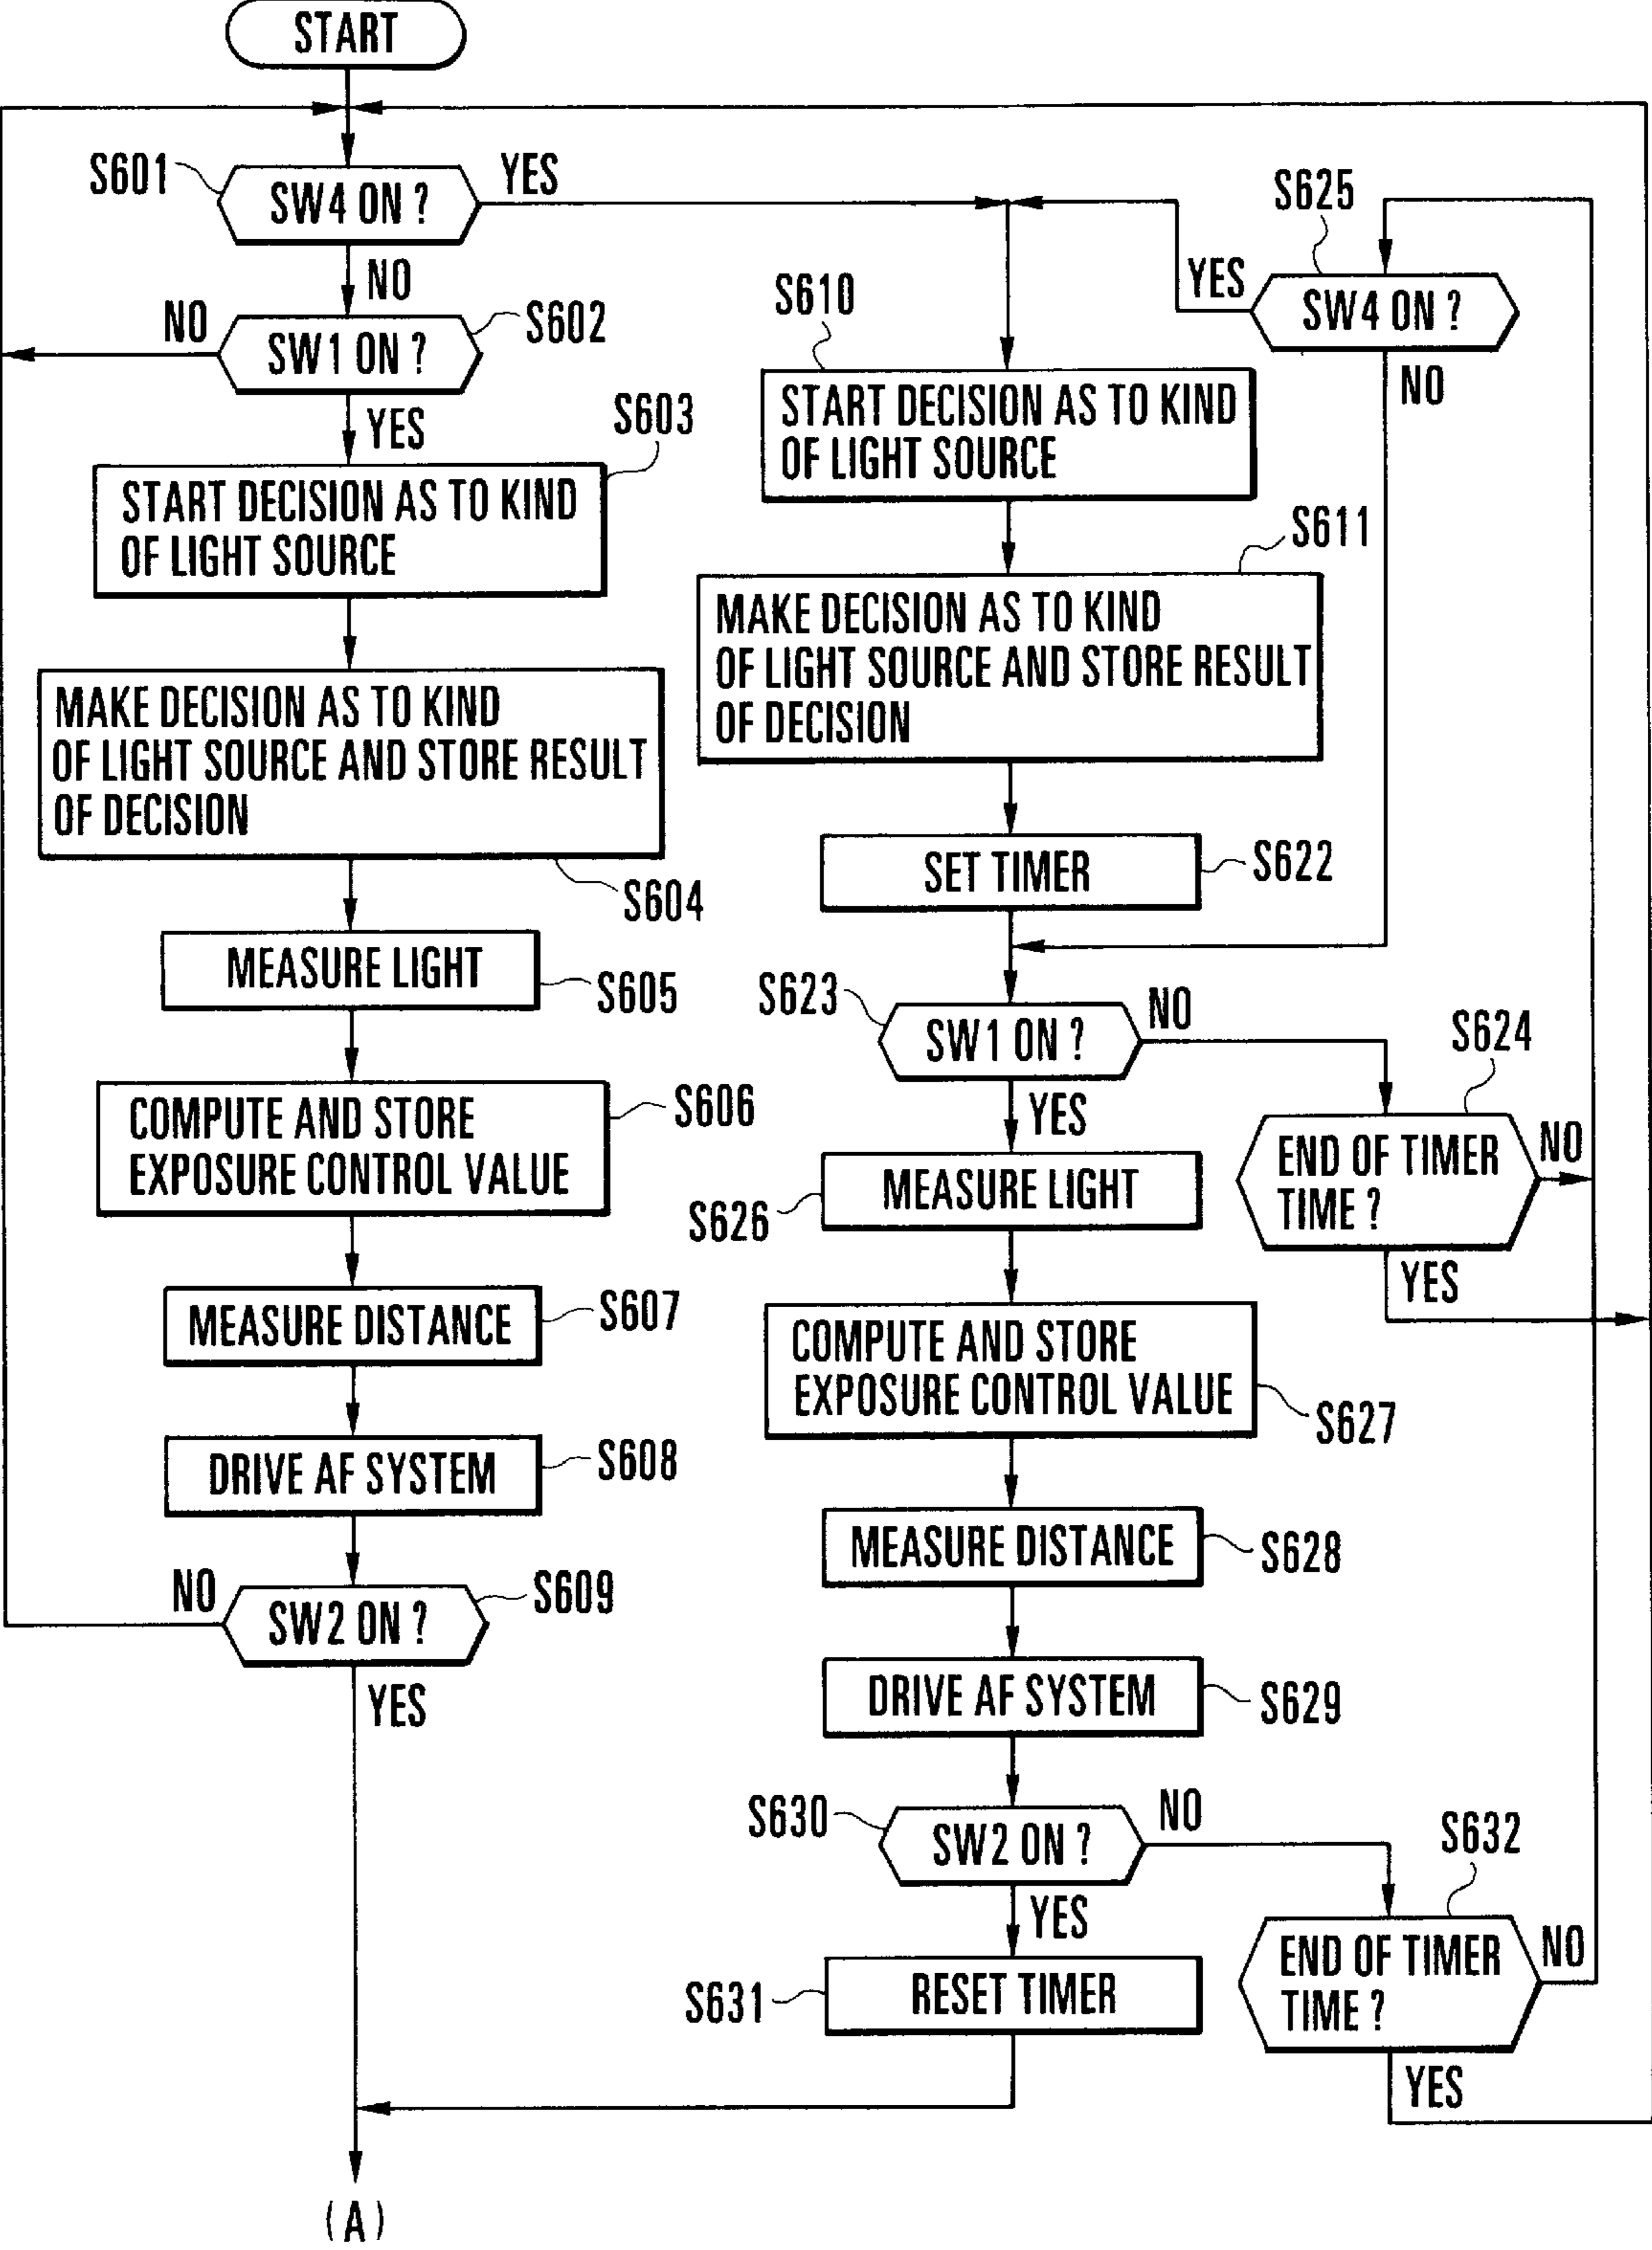 START
S601
SW4 ON ?
YES
NO
S602
NO
SW1 ON ?
YES
S603
START DECISION AS TO KIND
OF LIGHT SOURCE
MAKE DECISION AS TO KIND
OF LIGHT SOURCE AND STORE RESULT
OF DECISION
S604
MEASURE LIGHT
S605
COMPUTE AND STORE
EXPOSURE CONTROL VALUE
S606
MEASURE DISTANCE
S607
DRIVE AF SYSTEM
S608
NO
SW2 ON ?
S609
YES
(A)
S625
YES
SW4 ON ?
NO
S610
START DECISION AS TO KIND
OF LIGHT SOURCE
S611
MAKE DECISION AS TO KIND
OF LIGHT SOURCE AND STORE RESULT
OF DECISION
SET TIMER
S622
S623
SW1 ON ?
NO
YES
S624
END OF TIMER
TIME ?
NO
YES
MEASURE LIGHT
S626
COMPUTE AND STORE
EXPOSURE CONTROL VALUE
S627
MEASURE DISTANCE
S628
DRIVE AF SYSTEM
S629
S630
SW2 ON ?
NO
YES
S632
END OF TIMER
TIME ?
NO
YES
S631
RESET TIMER